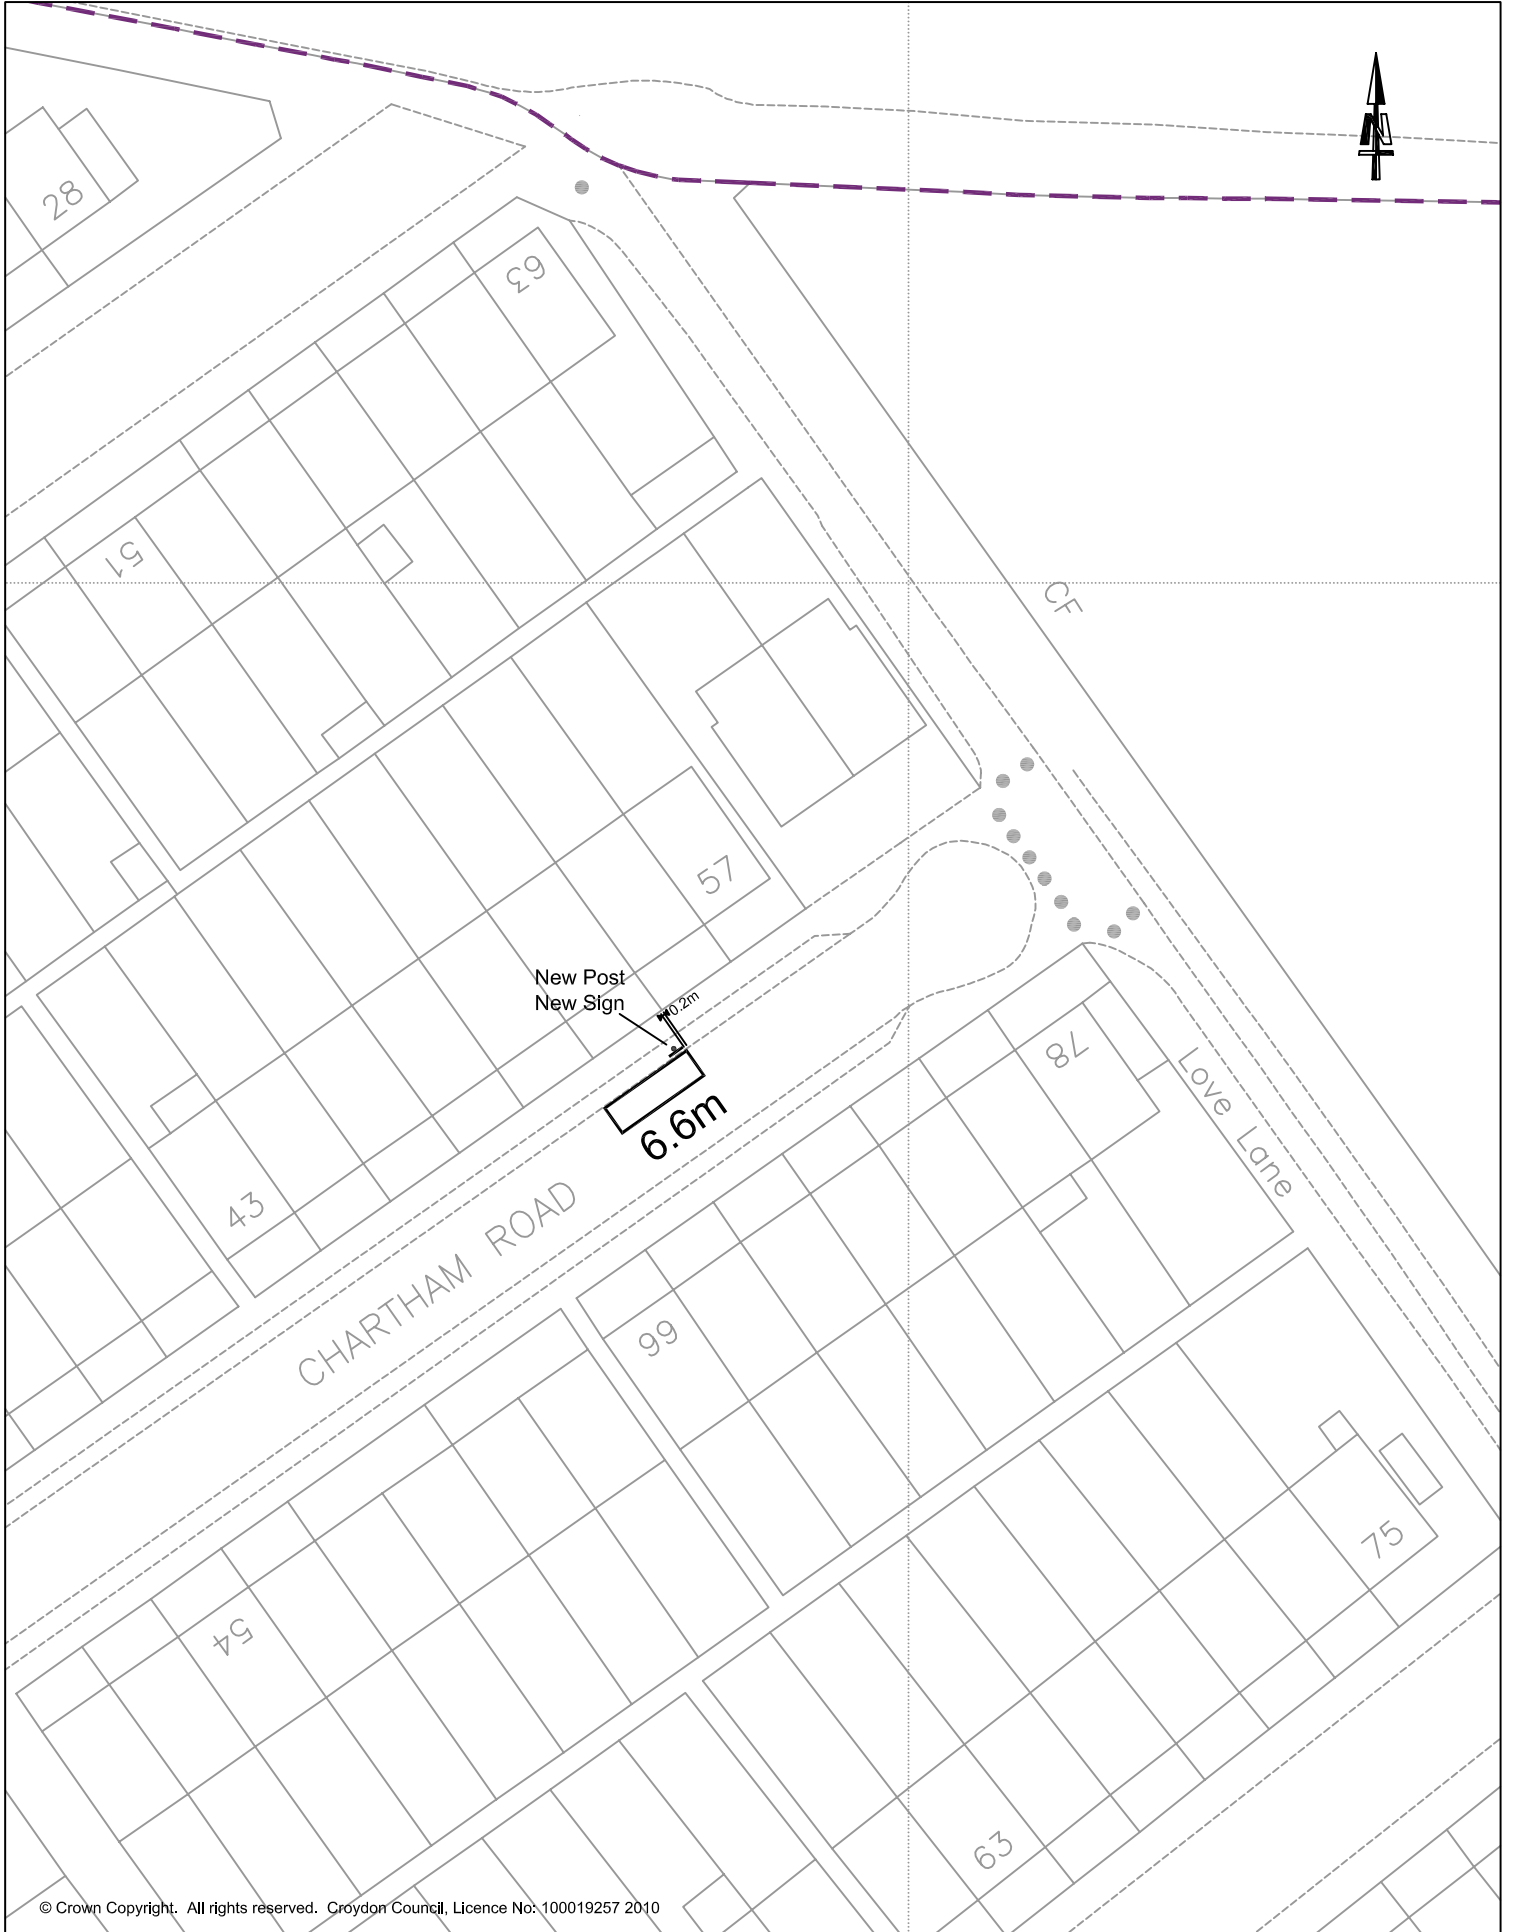 N
28
63
51
CF
57
New Post
New Sign
0.2m
78
Love Lane
6.6m
43
CHARTHAM ROAD
66
75
54
63
© Crown Copyright. All rights reserved. Croydon Council, Licence No: 100019257 2010